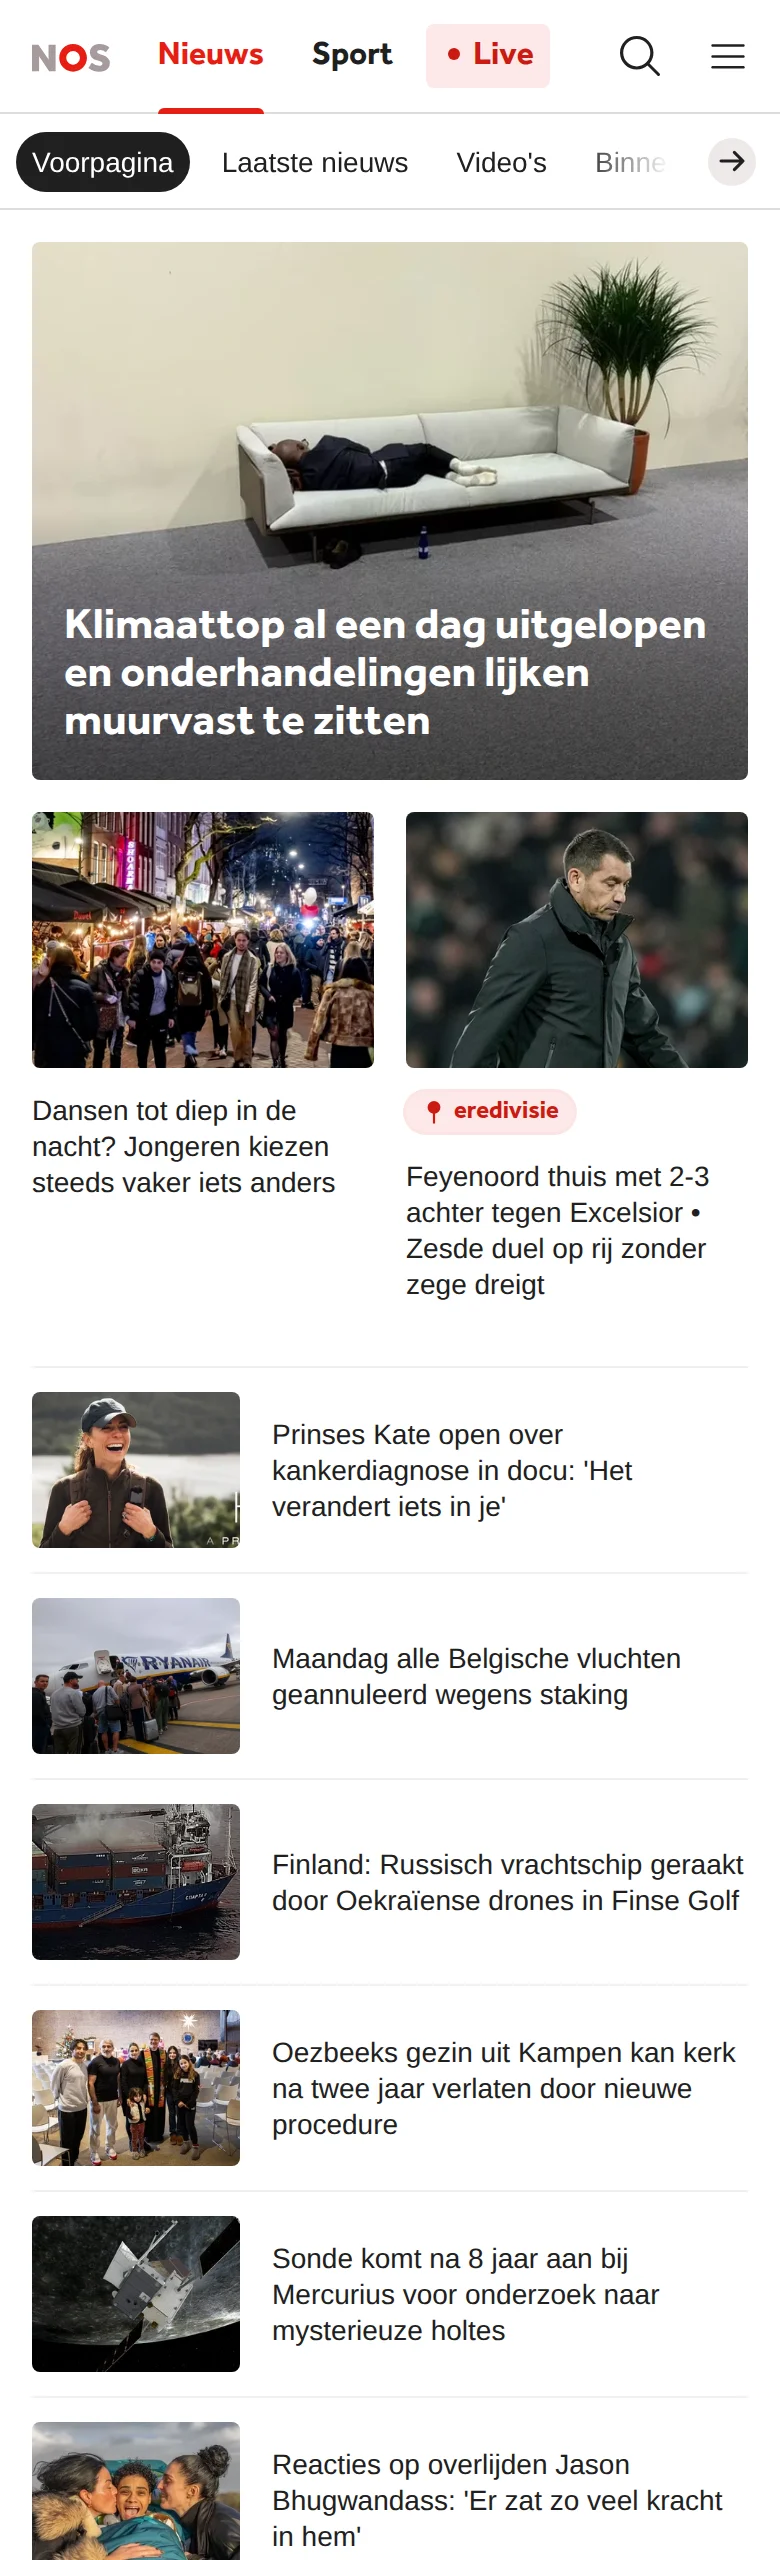 NOS
Nieuws
Sport
Live
Voorpagina
Laatste nieuws
Video's
Binne
Klimaattop al een dag uitgelopen
en onderhandelingen lijken
muurvast te zitten
SHOARMA
Dansen tot diep in de
nacht? Jongeren kiezen
steeds vaker iets anders
eredivisie
Feyenoord thuis met 2-3
achter tegen Excelsior •
Zesde duel op rij zonder
zege dreigt
A PR
Prinses Kate open over
kankerdiagnose in docu: 'Het
verandert iets in je'
RYANAIR
Maandag alle Belgische vluchten
geannuleerd wegens staking
Finland: Russisch vrachtschip geraakt
door Oekraïense drones in Finse Golf
Oezbeeks gezin uit Kampen kan kerk
na twee jaar verlaten door nieuwe
procedure
Sonde komt na 8 jaar aan bij
Mercurius voor onderzoek naar
mysterieuze holtes
Reacties op overlijden Jason
Bhugwandass: 'Er zat zo veel kracht
in hem'